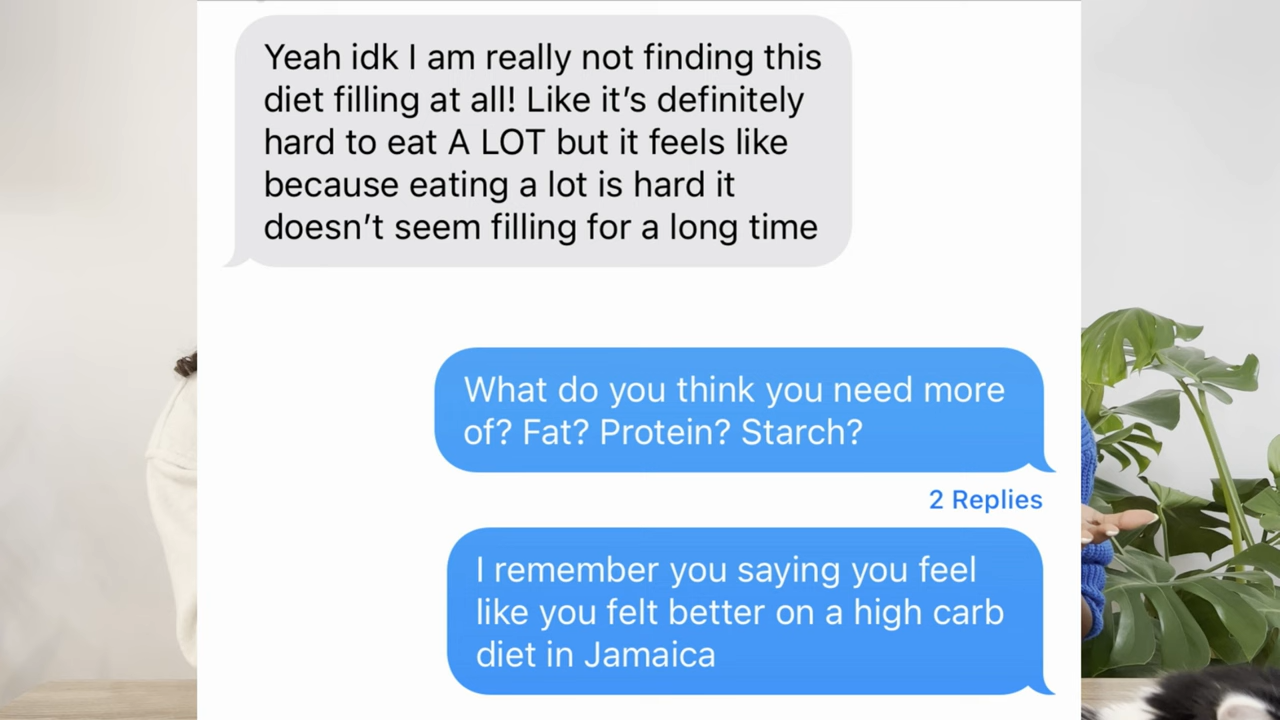 Yeah idk I am really not finding this
diet filling at all! Like it’s definitely
hard to eat A LOT but it feels like
because eating a lot is hard it
doesn’t seem filling for a long time
What do you think you need more
of? Fat? Protein? Starch?
2 Replies
I remember you saying you feel
like you felt better on a high carb
diet in Jamaica